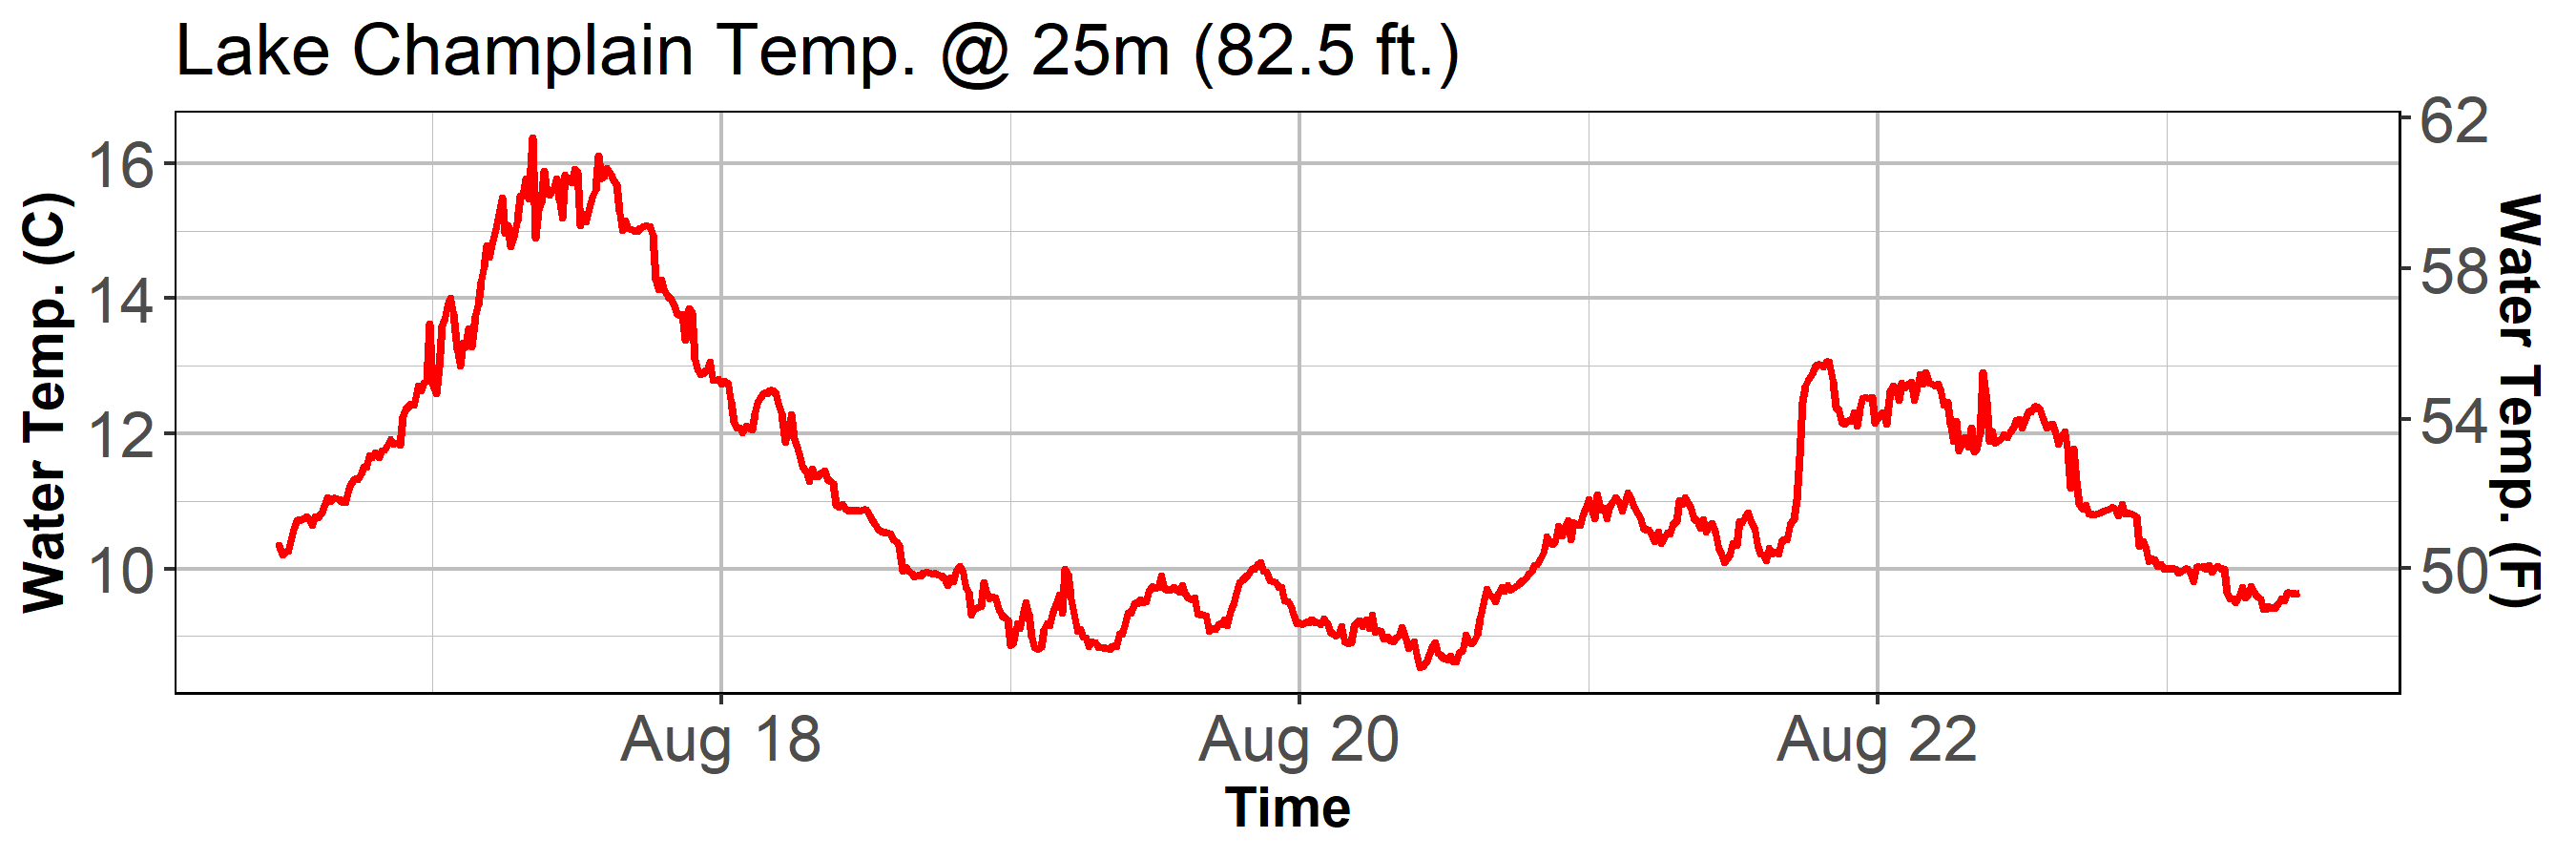 Lake Champlain Temp. @ 25m (82.5 ft.)
Water Temp. (C)
16
14
12
10
62
58
54
50
Water Temp. (F)
Aug 18
Aug 20
Aug 22
Time